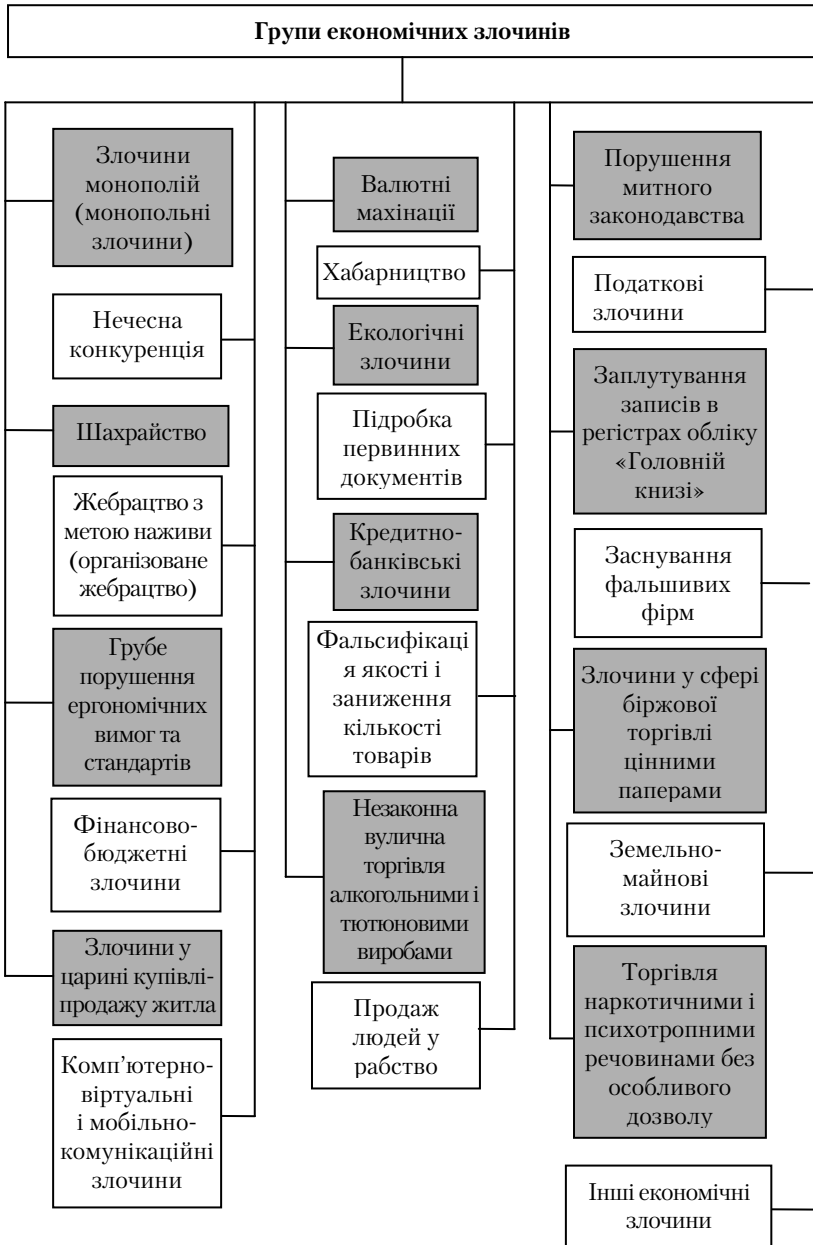 Групи економічних злочинів
Злочини
монополій
(монопольні
злочини)
Нечесна
конкуренція
Шахрайство
Жебрацтво з
метою наживи
(організоване
жебрацтво)
Грубе
порушення
ергономічних
вимог та
стандартів
Фінансово-
бюджетні
злочини
Злочини у
царині купівлі-
продажу житла
Комп’ютерно-
віртуальні
і мобільно-
комунікаційні
злочини
Валютні
махінації
Хабарництво
Екологічні
злочини
Підробка
первинних
документів
Кредитно-
банківські
злочини
Фальсифікаці
я якості і
заниження
кількості
товарів
Незаконна
вулична
торгівля
алкогольними і
тютюновими
виробами
Продаж
людей у
рабство
Порушення
митного
законодавства
Податкові
злочини
Заплутування
записів в
регістрах обліку
«Головній
книзі»
Заснування
фальшивих
фірм
Злочини у сфері
біржової
торгівлі
цінними
паперами
Земельно-
майнові
злочини
Торгівля
наркотичними і
психотропними
речовинами без
особливого
дозволу
Інші економічні
злочини